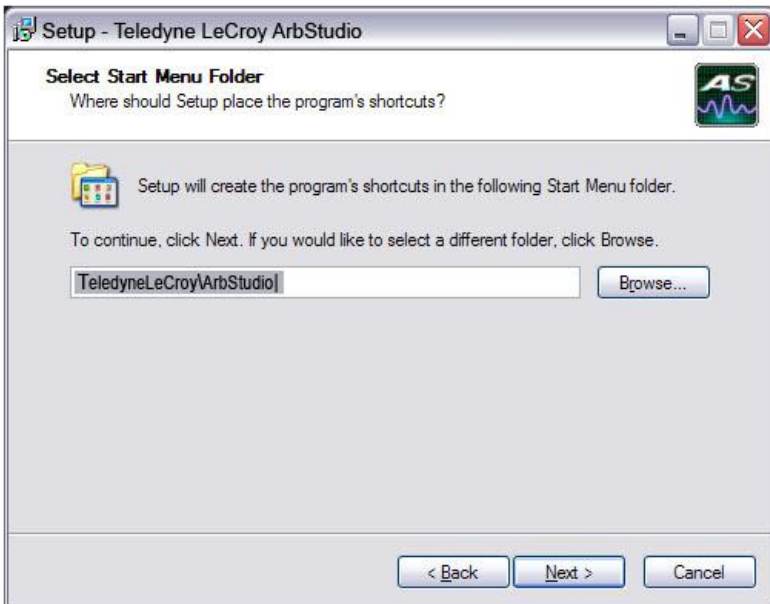 Setup - Teledyne LeCroy ArbStudio
Select Start Menu Folder
Where should Setup place the program's shortcuts?
AS
Setup will create the program's shortcuts in the following Start Menu folder.
To continue, click Next. If you would like to select a different folder, click Browse.
TeledyneLeCroy\ArbStudio
Browse...
< Back
Next >
Cancel